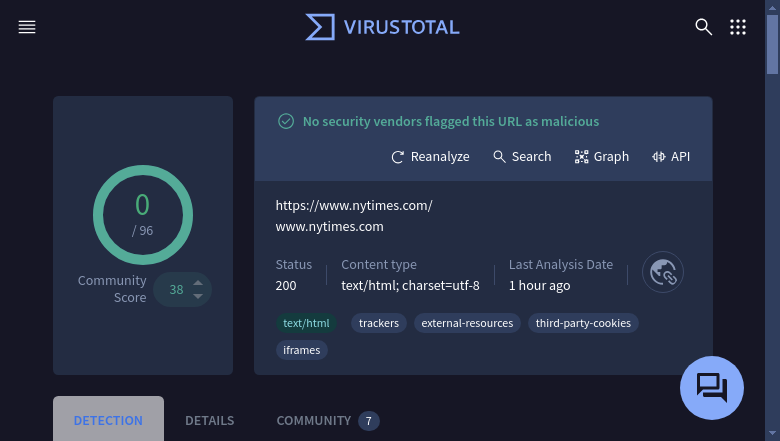 VIRUSTOTAL
0
/ 96
Community
Score
38
No security vendors flagged this URL as malicious
Reanalyze Search Graph API
https://www.nytimes.com/
www.nytimes.com
Status Content type Last Analysis Date
200 text/html; charset=utf-8 1 hour ago
text/html trackers external-resources third-party-cookies
iframes
DETECTION DETAILS COMMUNITY 7